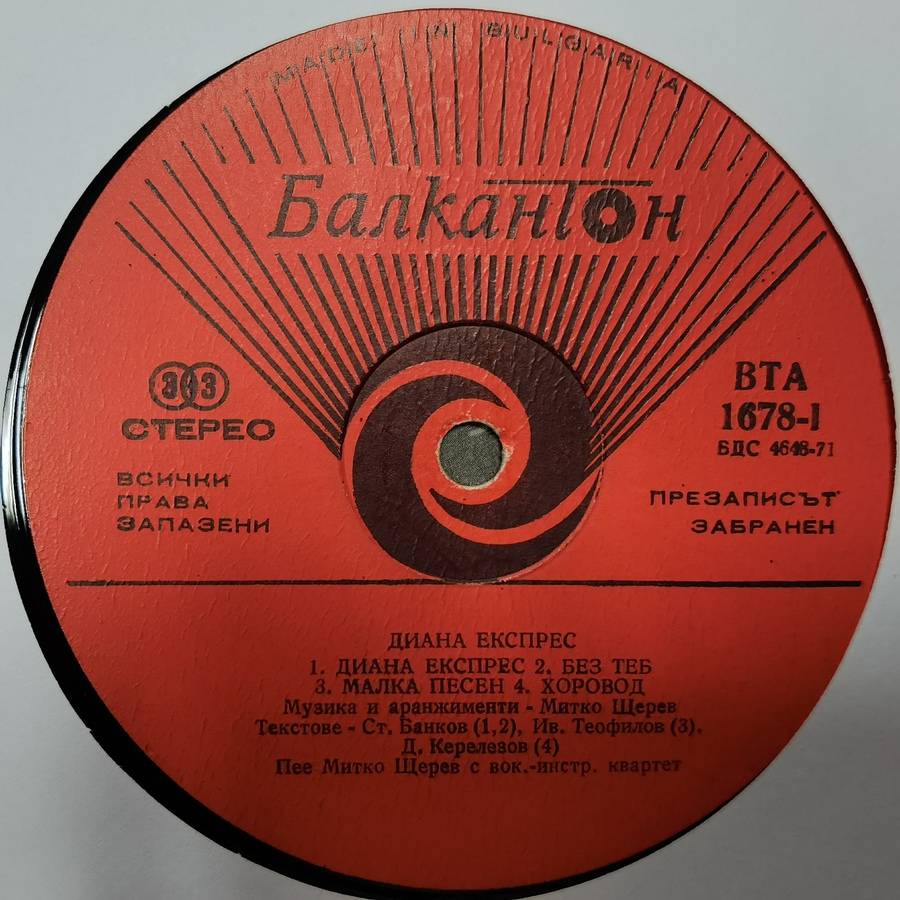 MADE IN BULGARIA
Балкантон
33
СТЕРЕО
ВСИЧКИ
ПРАВА
ЗАПАЗЕНИ
ВТА
1678-I
БДС 4648-71
ПРЕЗАПИСЪТ
ЗАБРАНЕН
ДИАНА ЕКСПРЕС
1. ДИАНА ЕКСПРЕС 2. БЕЗ ТЕБ
3. МАЛКА ПЕСЕН 4. ХОРОВОД
Музика и аранжименти - Митко Щерев
Текстове - Ст. Банков (1,2), Ив. Теофилов (3),
Д. Керелезов (4)
Пее Митко Щерев с вок.-инстр. квартет